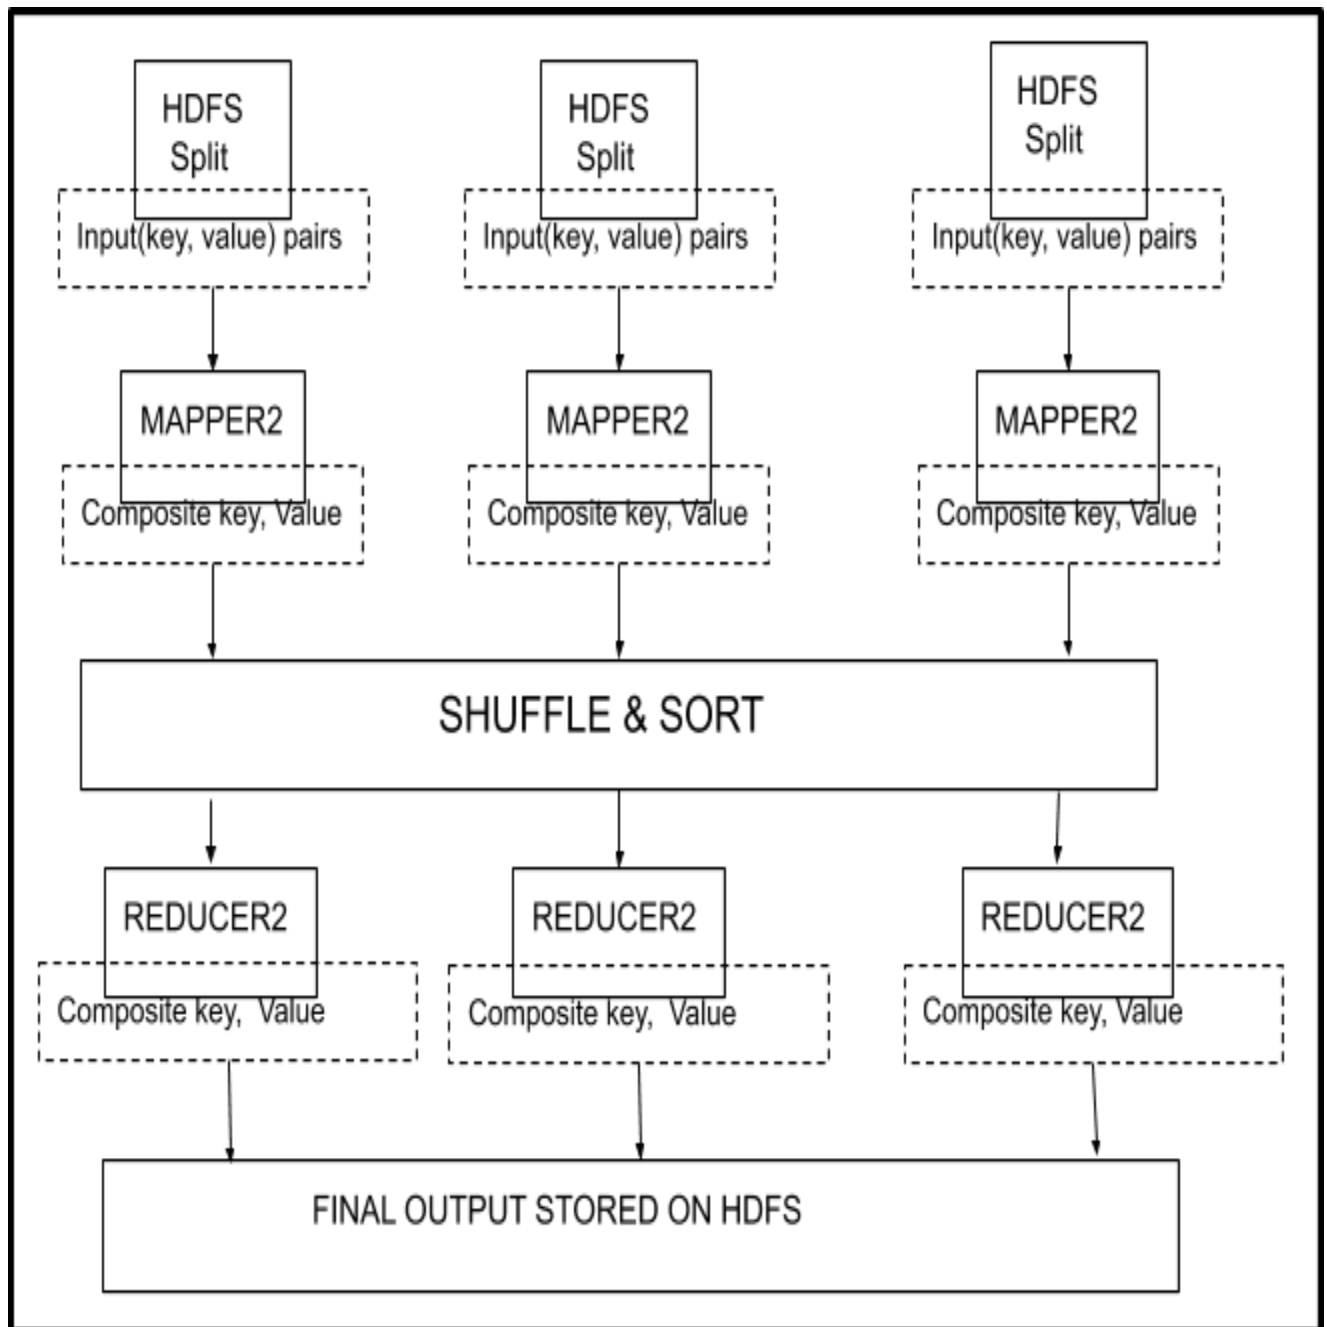 HDFS
Split
HDFS
Split
HDFS
Split
Input(key, value) pairs
Input(key, value) pairs
Input(key, value) pairs
MAPPER2
MAPPER2
MAPPER2
Composite key, Value
Composite key, Value
Composite key, Value
SHUFFLE & SORT
REDUCER2
REDUCER2
REDUCER2
Composite key, Value
Composite key, Value
Composite key, Value
FINAL OUTPUT STORED ON HDFS